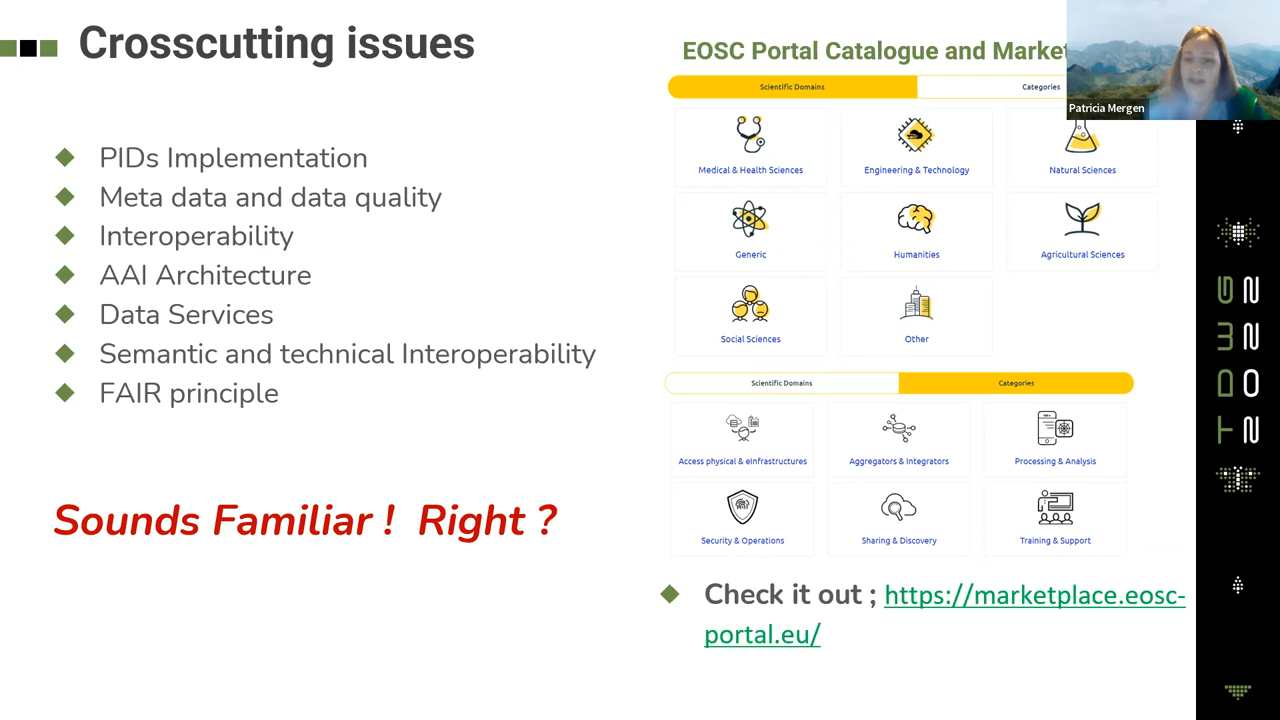 Crosscutting issues
PIDs Implementation
Meta data and data quality
Interoperability
AAI Architecture
Data Services
Semantic and technical Interoperability
FAIR principle
Sounds Familiar ! Right ?
EOSC Portal Catalogue and
Scientific Domains
Categories
Medical & Health Sciences
Engineering & Technology
Natural Sciences
Generic
Humanities
Agricultural Sciences
Social Sciences
Other
Scientific Domains
Categories
Access physical & eInfrastructures
Aggregators & Integrators
Processing & Analysis
Security & Operations
Sharing & Discovery
Training & Support
Check it out ; https://marketplace.eosc-
portal.eu/
Patricia Mergen